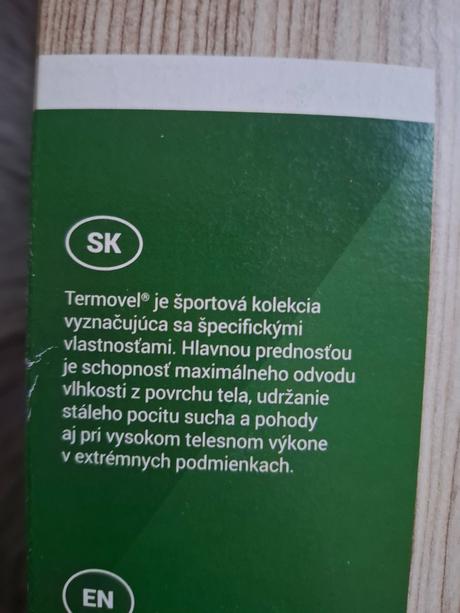 SK
Termovel® je športová kolekcia
vyznačujúca sa špecifickými
vlastnosťami. Hlavnou prednosťou
je schopnosť maximálneho odvodu
vlhkosti z povrchu tela, udržanie
stáleho pocitu sucha a pohody
aj pri vysokom telesnom výkone
v extrémnych podmienkach.
EN